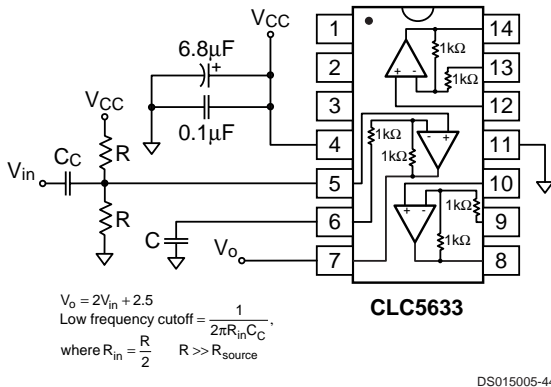 VCC
6.8µF
+
VCC
0.1µF
R
CC
Vin
R
C
Vo
1
2
3
4
5
6
7
14
13
12
11
10
9
8
1kΩ
1kΩ
+ -
1kΩ
1kΩ
- +
+ -
1kΩ
1kΩ
CLC5633
Vo = 2Vin + 2.5
Low frequency cutoff = 1 / 2πRinCC,
where Rin = R / 2 R >> Rsource
DS015005-44